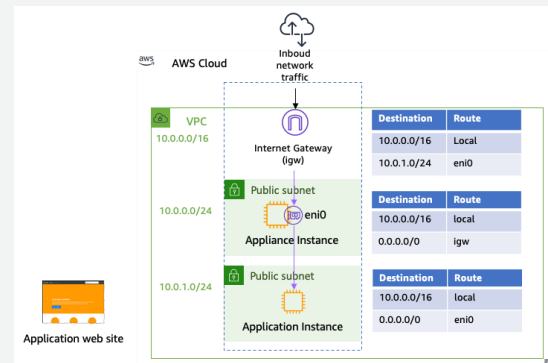 Inboud
network
traffic
aws
AWS Cloud
VPC
10.0.0.0/16
Internet Gateway
(igw)
Destination Route
10.0.0.0/16 Local
10.0.1.0/24 eni0
Public subnet
10.0.0.0/24
eni0
Appliance Instance
Destination Route
10.0.0.0/16 local
0.0.0.0/0 igw
Public subnet
10.0.1.0/24
Application Instance
Destination Route
10.0.0.0/16 local
0.0.0.0/0 eni0
Application web site